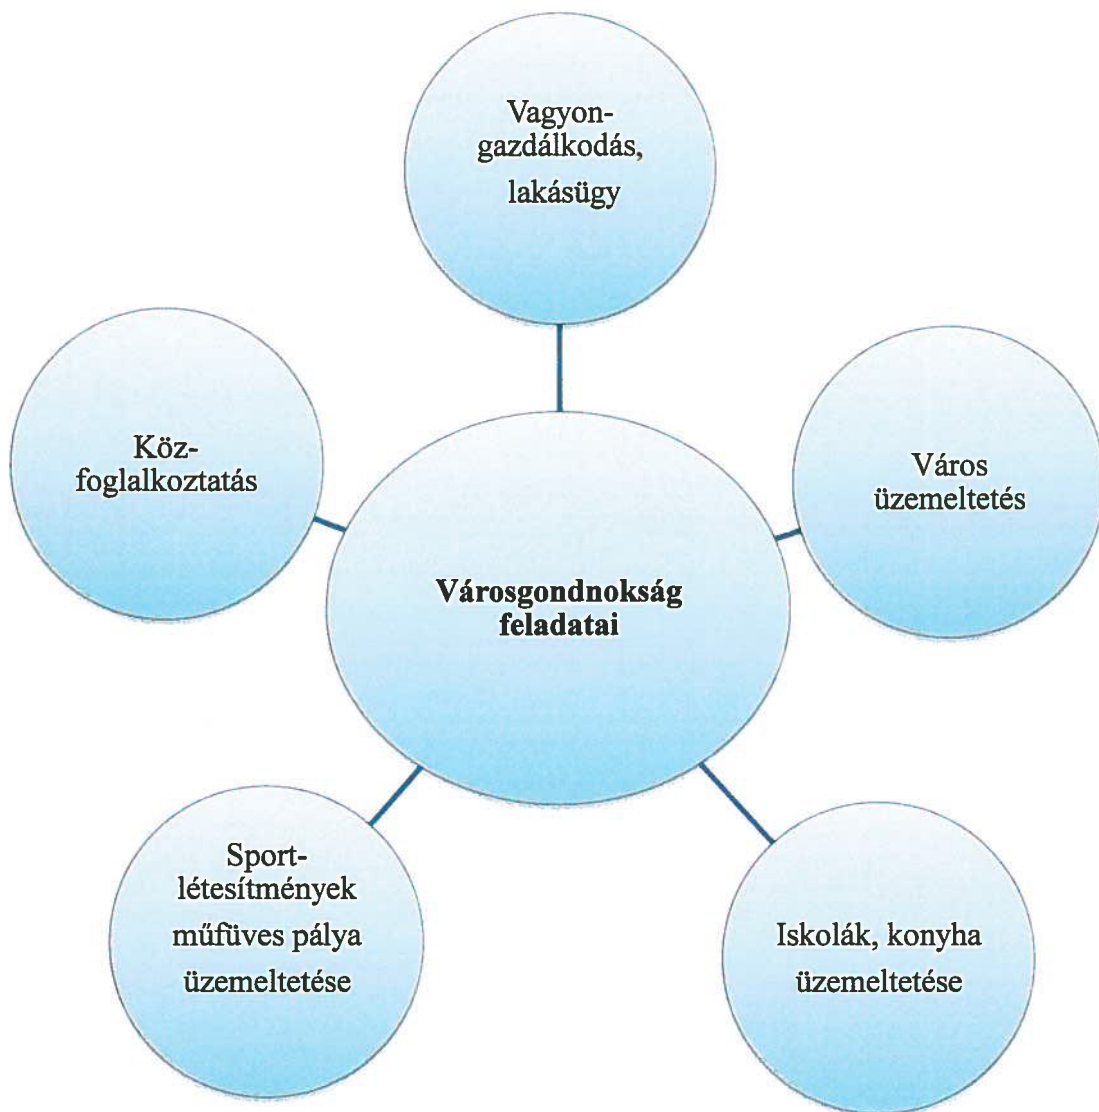 Vagyon-
gazdálkodás,
lakásügy
Köz-
foglalkoztatás
Város
üzemeltetés
Városgondnokság
feladatai
Sport-
létesítmények
műfüves pálya
üzemeltetése
Iskolák, konyha
üzemeltetése